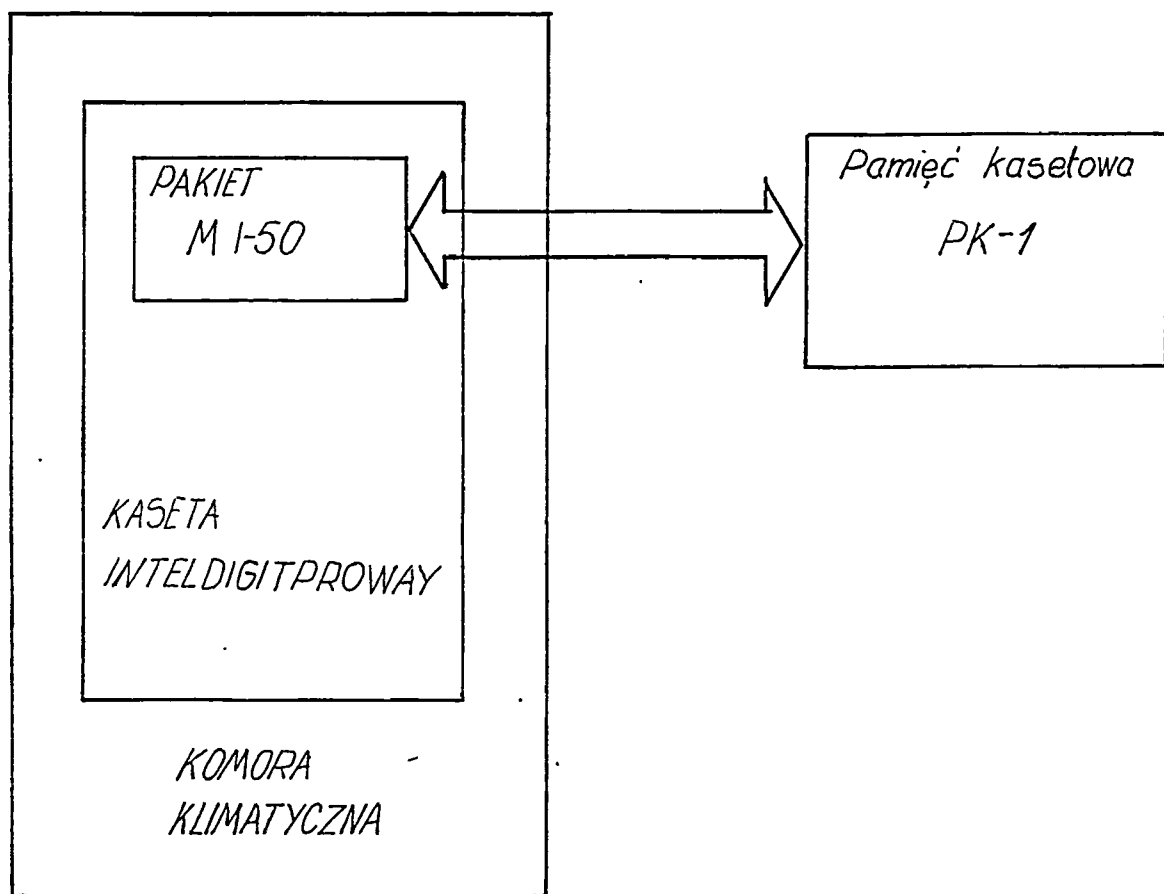 PAKIET
M I-50
Pamięć kasetowa
PK-1
KASETA
INTELDIGITPROWAY
KOMORA
KLIMATYCZNA